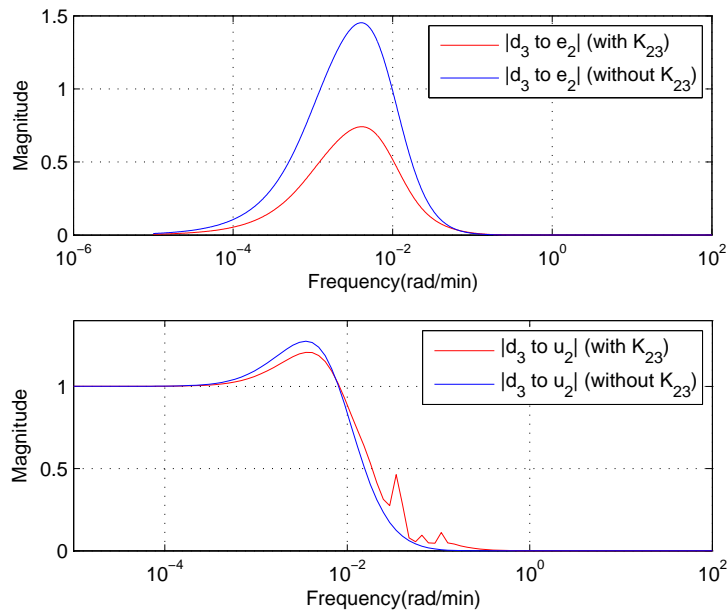 1.5
1
0.5
0
Magnitude
|d3 to e2| (with K23)
|d3 to e2| (without K23)
10^-6
10^-4
10^-2
10^0
10^2
Frequency(rad/min)
1
0.5
0
Magnitude
|d3 to u2| (with K23)
|d3 to u2| (without K23)
10^-4
10^-2
10^0
10^2
Frequency(rad/min)